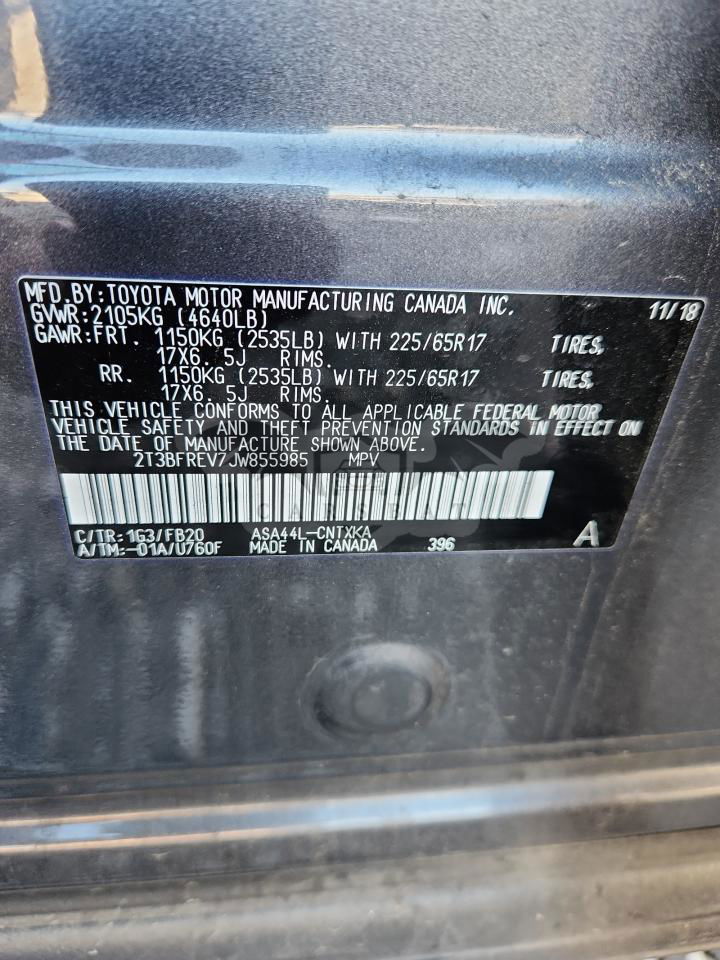 MFD. BY:TOYOTA MOTOR MANUFACTURING CANADA INC. 11/18
GVWR:2105KG (4640LB)
GAWR:FRT. 1150KG (2535LB) WITH 225/65R17 TIRES,
17X6. 5J RIMS.
RR. 1150KG (2535LB) WITH 225/65R17 TIRES,
17X6. 5J RIMS.
THIS VEHICLE CONFORMS TO ALL APPLICABLE FEDERAL MOTOR
VEHICLE SAFETY AND THEFT PREVENTION STANDARDS IN EFFECT ON
THE DATE OF MANUFACTURE SHOWN ABOVE.
2T3BFREV7JW855985 MPV
C/TR: 1G3/FB20 ASA44L-CNTXKA
A/TM:-01A/U760F MADE IN CANADA 396 A